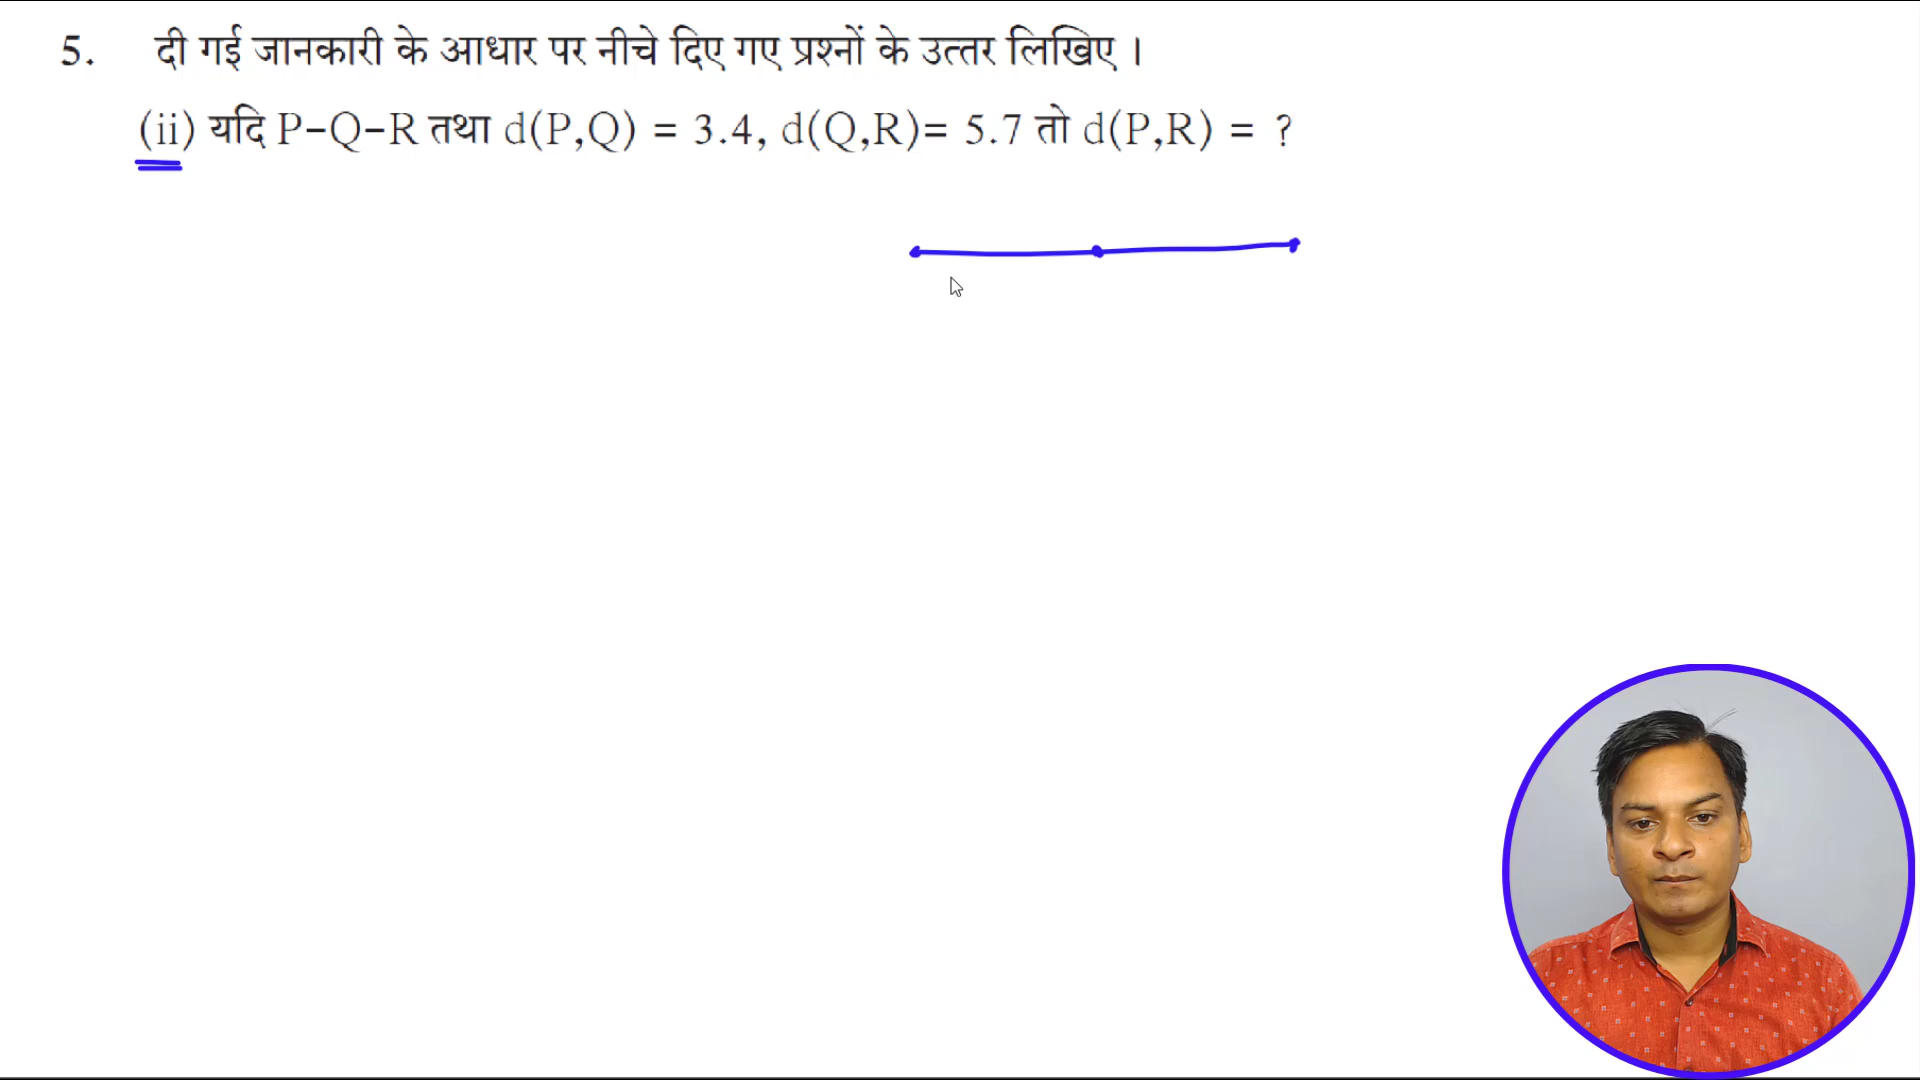 5. दी गई जानकारी के आधार पर नीचे दिए गए प्रश्नों के उत्तर लिखिए ।
(ii) यदि P-Q-R तथा d(P,Q) = 3.4, d(Q,R)= 5.7 तो d(P,R) = ?